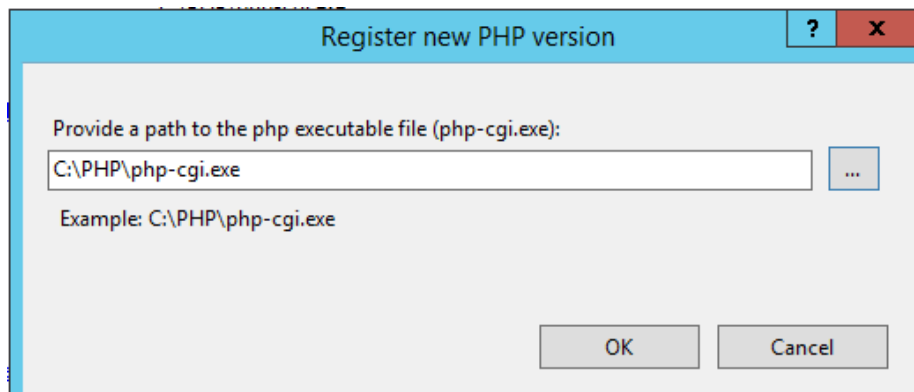 Register new PHP version
?
x
Provide a path to the php executable file (php-cgi.exe):
C:\PHP\php-cgi.exe
...
Example: C:\PHP\php-cgi.exe
OK
Cancel